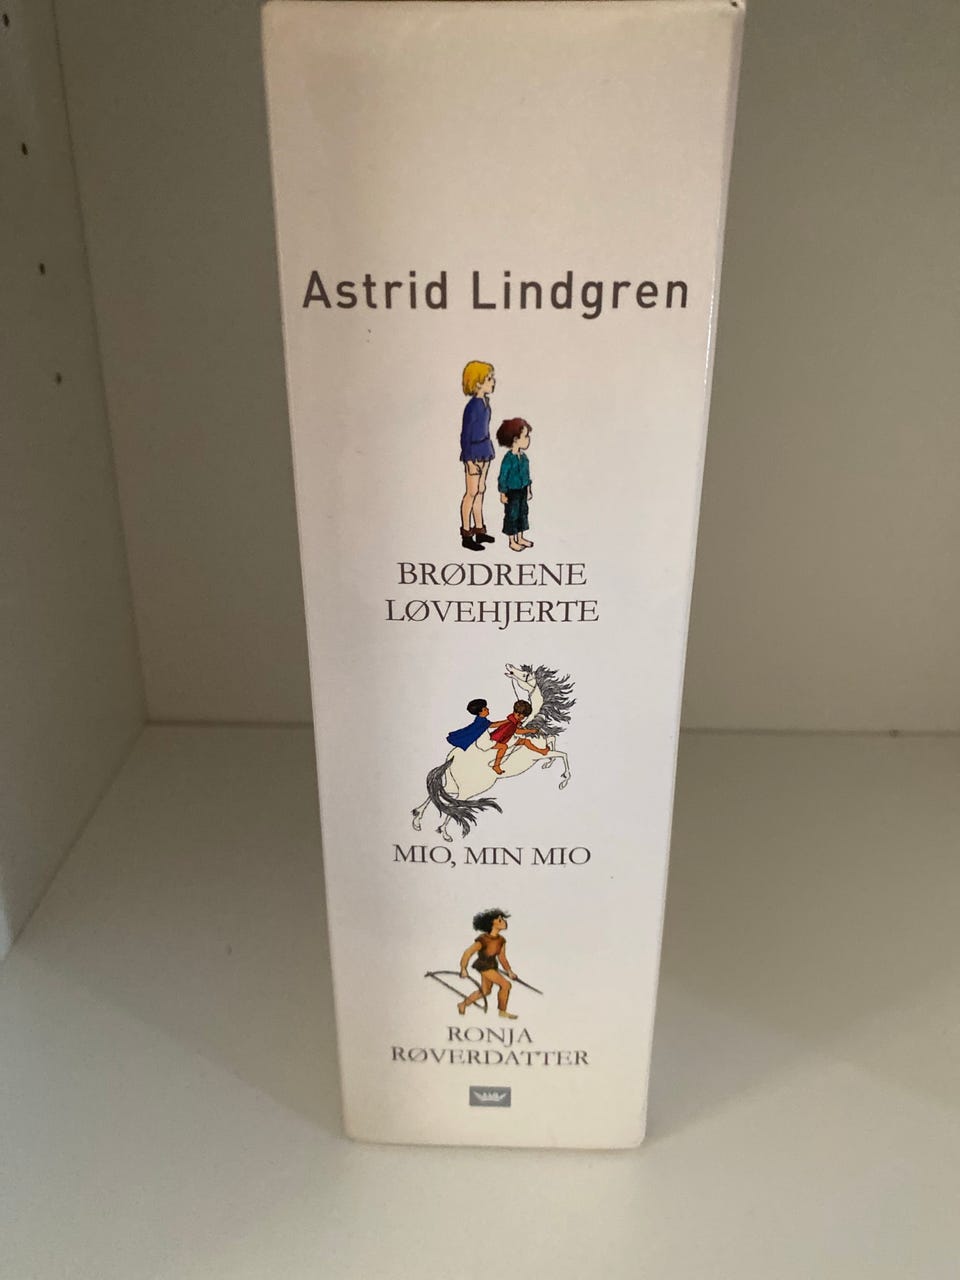 Astrid Lindgren
BRØDRENE
LØVEHJERTE
MIO, MIN MIO
RONJA
RØVERDATTER